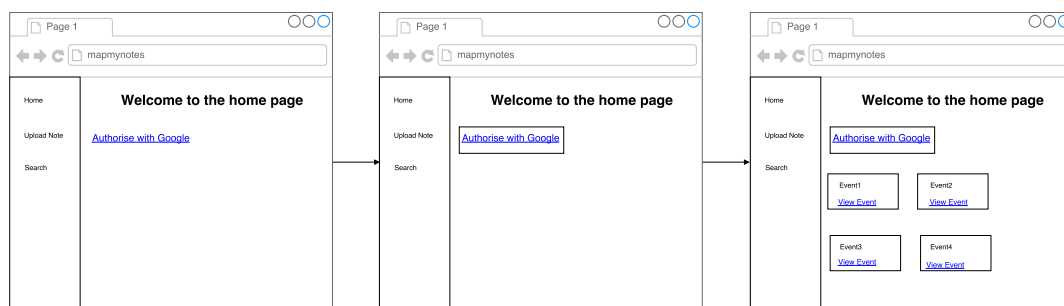 Page 1
mapmynotes
Home
Welcome to the home page
Upload Note
Authorise with Google
Search
Page 1
mapmynotes
Home
Welcome to the home page
Upload Note
Authorise with Google
Search
Page 1
mapmynotes
Home
Welcome to the home page
Upload Note
Authorise with Google
Search
Event1
View Event
Event2
View Event
Event3
View Event
Event4
View Event